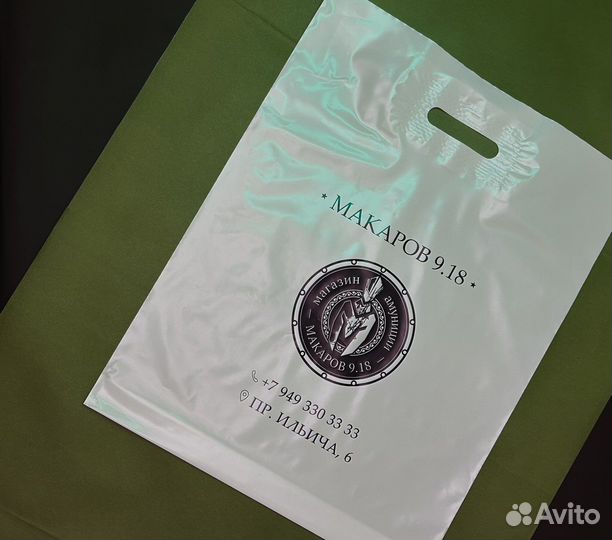 * МАКАРОВ 9.18 *
магазин амуниции
— МАКАРОВ 9.18 —
+7 949 330 33 33
ПР. ИЛЬИЧА, 6
Avito